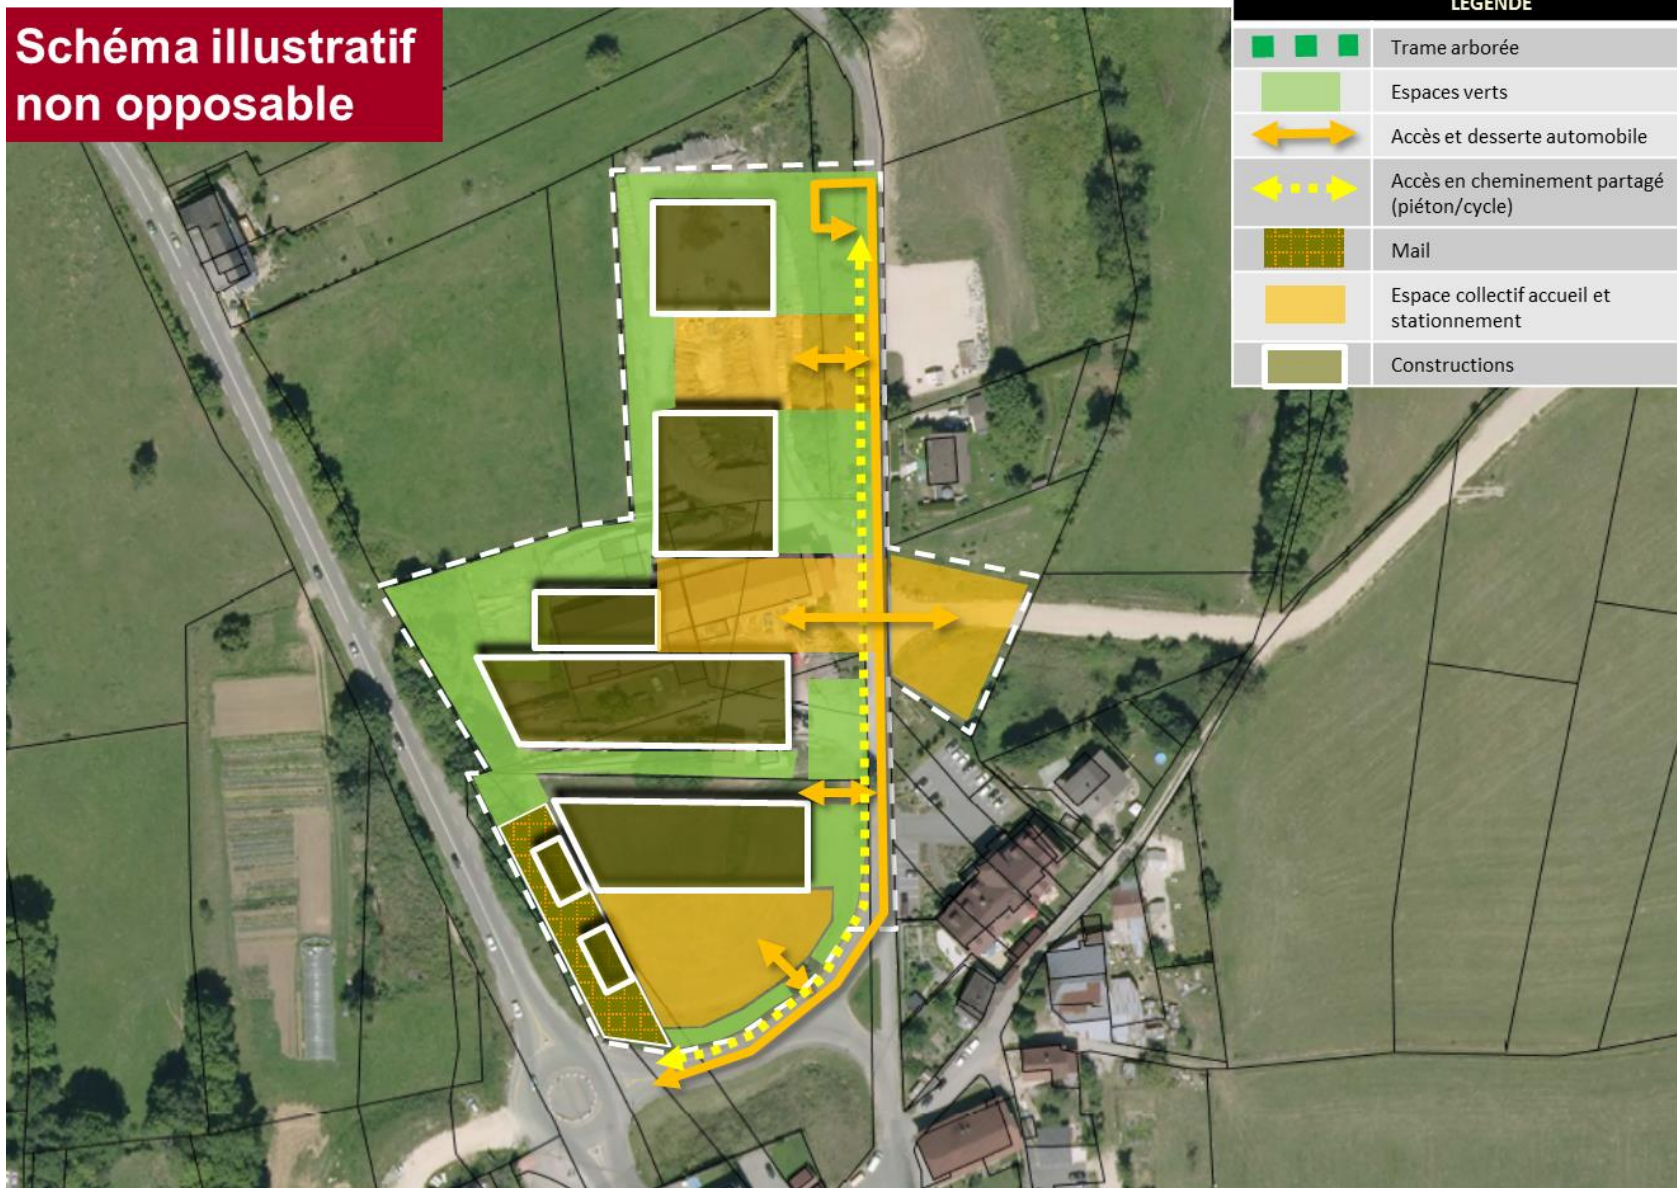 Schéma illustratif
non opposable
LEGENDE
Trame arborée
Espaces verts
Accès et desserte automobile
Accès en cheminement partagé
(piéton/cycle)
Mail
Espace collectif accueil et
stationnement
Constructions